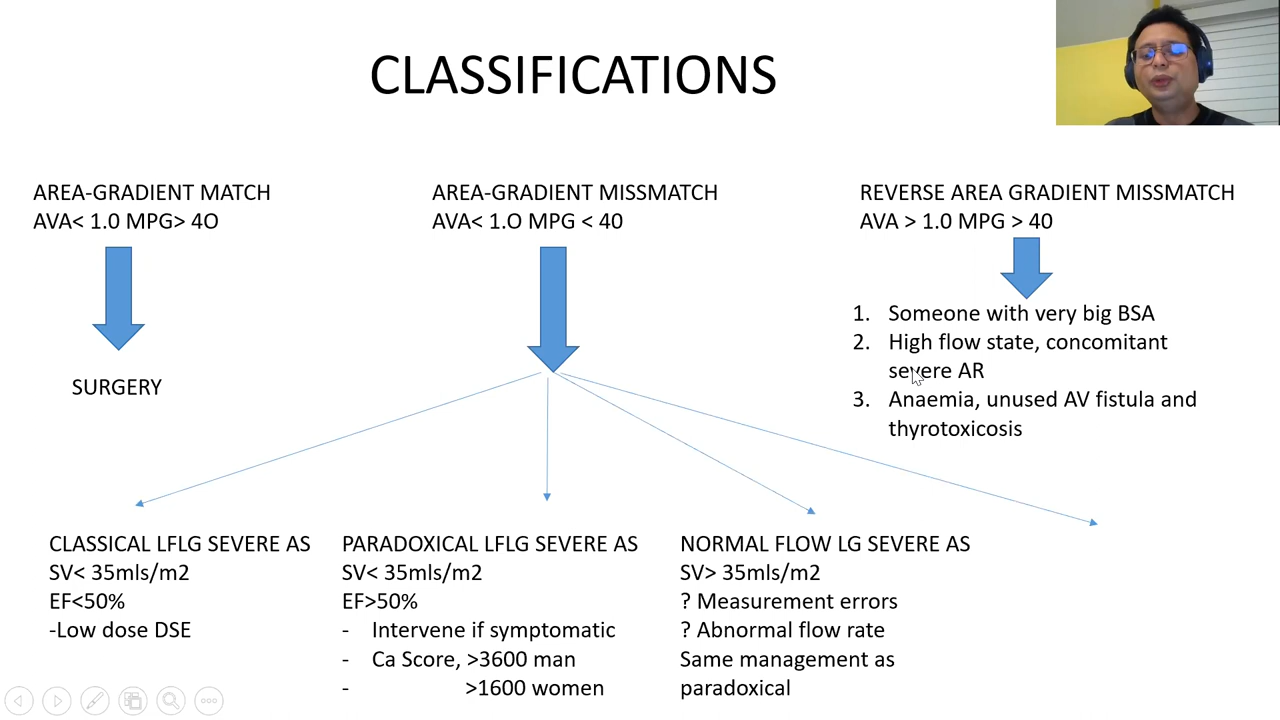 CLASSIFICATIONS
AREA-GRADIENT MATCH
AVA< 1.0 MPG> 4O
SURGERY
AREA-GRADIENT MISSMATCH
AVA< 1.O MPG < 40
REVERSE AREA GRADIENT MISSMATCH
AVA > 1.0 MPG > 40
1. Someone with very big BSA
2. High flow state, concomitant
severe AR
3. Anaemia, unused AV fistula and
thyrotoxicosis
CLASSICAL LFLG SEVERE AS
SV< 35mls/m2
EF<50%
-Low dose DSE
PARADOXICAL LFLG SEVERE AS
SV< 35mls/m2
EF>50%
- Intervene if symptomatic
- Ca Score, >3600 man
- >1600 women
NORMAL FLOW LG SEVERE AS
SV> 35mls/m2
? Measurement errors
? Abnormal flow rate
Same management as
paradoxical